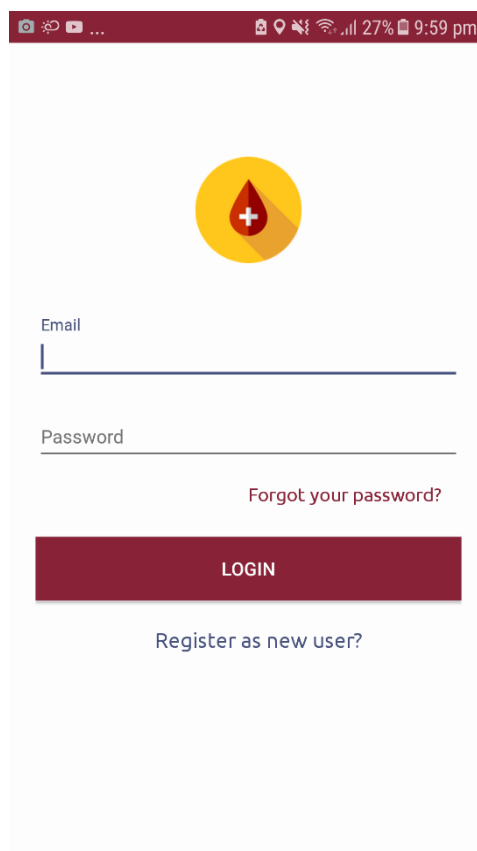 ... 27% 9:59 pm
Email
Password
Forgot your password?
LOGIN
Register as new user?